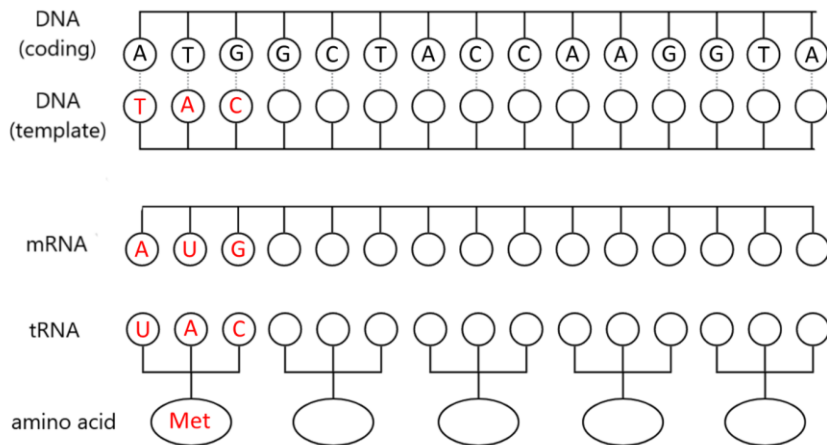 DNA
(coding)
A T G G C T A C C A A G G T A
DNA
(template)
T A C
mRNA
A U G
tRNA
U A C
amino acid
Met